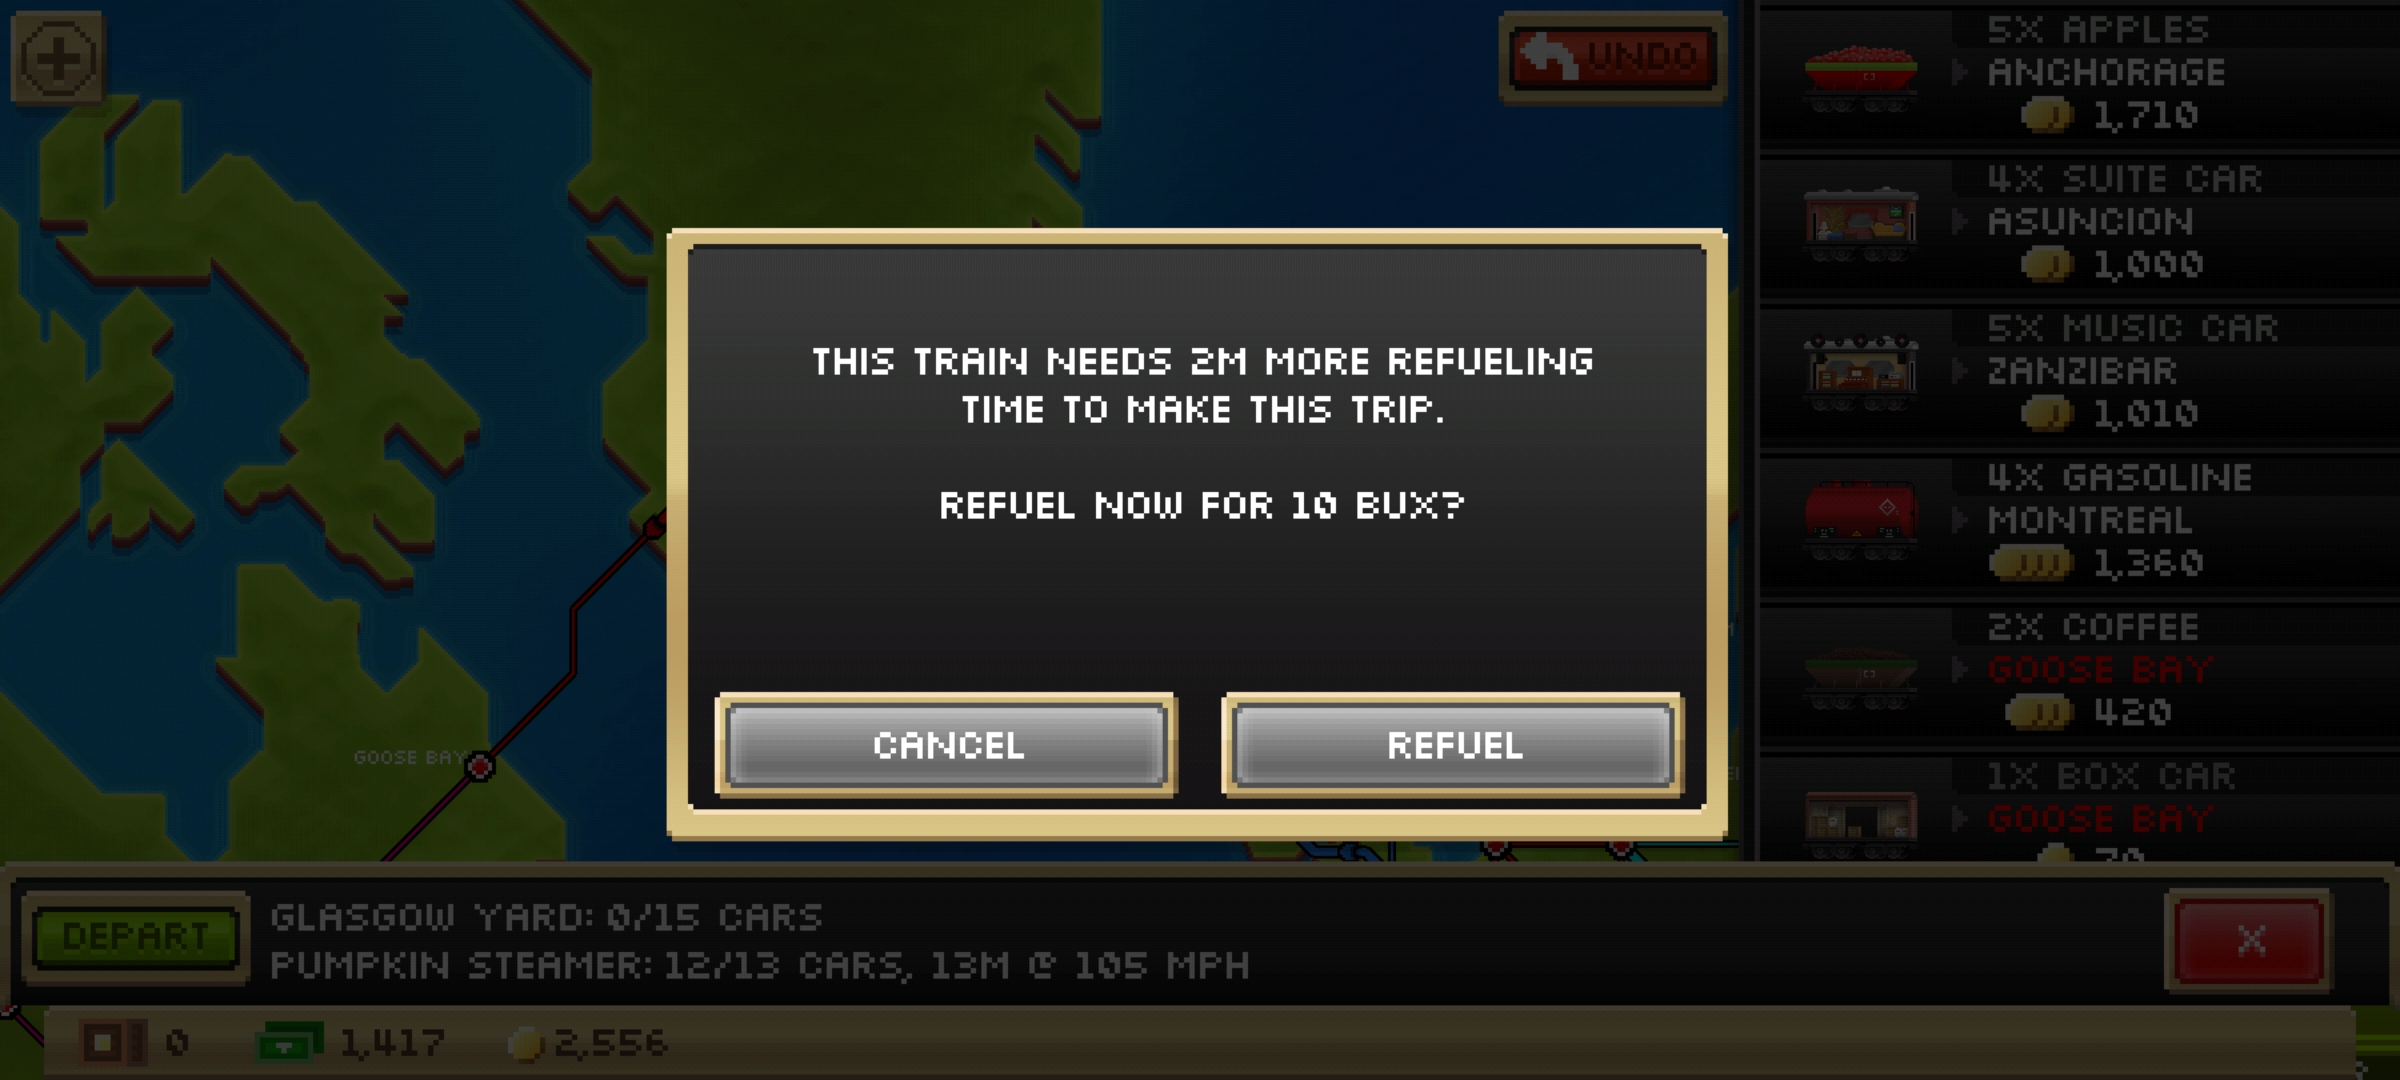 UNDO
5X APPLES
ANCHORAGE
1,710
4X SUITE CAR
ASUNCION
1,000
5X MUSIC CAR
ZANZIBAR
1,010
4X GASOLINE
MONTREAL
1,360
2X COFFEE
GOOSE BAY
420
1X BOX CAR
GOOSE BAY
THIS TRAIN NEEDS 2M MORE REFUELING
TIME TO MAKE THIS TRIP.
REFUEL NOW FOR 10 BUX?
CANCEL
REFUEL
GOOSE BAY
DEPART
GLASGOW YARD: 0/15 CARS
PUMPKIN STEAMER: 12/13 CARS, 13M @ 105 MPH
X
0
1,417
2,556